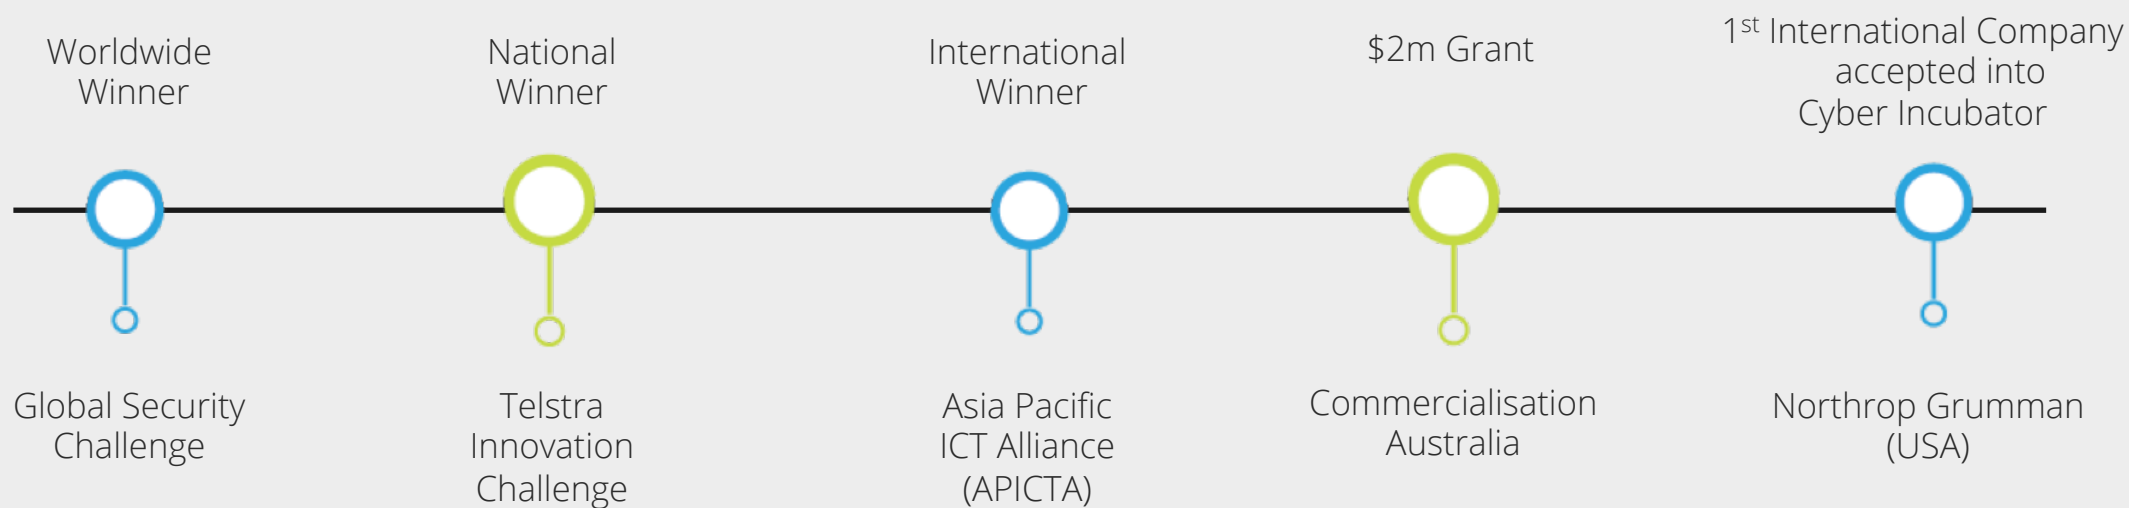 Worldwide
Winner
National
Winner
International
Winner
$2m Grant
1st International Company
accepted into
Cyber Incubator
Global Security
Challenge
Telstra
Innovation
Challenge
Asia Pacific
ICT Alliance
(APICTA)
Commercialisation
Australia
Northrop Grumman
(USA)